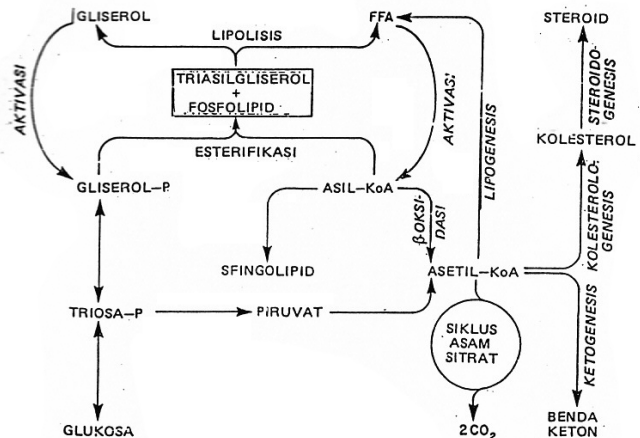 GLISEROL
FFA
STEROID
LIPOLISIS
AKTIVASI
TRIASILGLISEROL
+
FOSFOLIPID
AKTIVASI
LIPOGENESIS
STEROIDO-
GENESIS
ESTERIFIKASI
KOLESTEROL
GLISEROL-P
ASIL-KoA
β-OKSI-
DASI
KOLESTEROLO-
GENESIS
SFINGOLIPID
ASETIL-KoA
TRIOSA-P
PIRUVAT
SIKLUS
ASAM
SITRAT
KETOGENESIS
GLUKOSA
2CO₂
BENDA
KETON